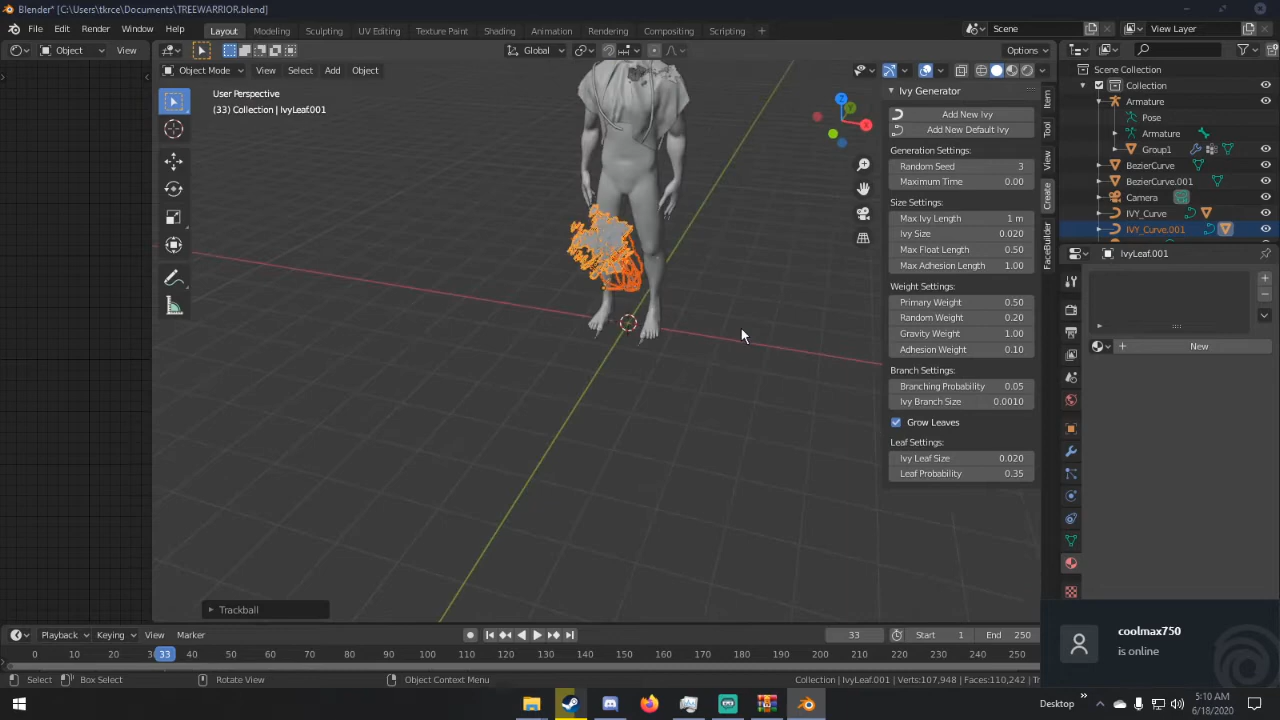 Blender* [C:\Users\tkrce\Documents\TREEWARRIOR.blend]
File Edit Render Window Help Layout Modeling Sculpting UV Editing Texture Paint Shading Animation Rendering Compositing Scripting + Scene View Layer
Object View Global Options
Object Mode View Select Add Object
User Perspective
(33) Collection | IvyLeaf.001
Z
Y
X
Ivy Generator
Add New Ivy
Add New Default Ivy
Generation Settings:
Random Seed 3
Maximum Time 0.00
Size Settings:
Max Ivy Length 1 m
Ivy Size 0.020
Max Float Length 0.50
Max Adhesion Length 1.00
Weight Settings:
Primary Weight 0.50
Random Weight 0.20
Gravity Weight 1.00
Adhesion Weight 0.10
Branch Settings:
Branching Probability 0.05
Ivy Branch Size 0.0010
Grow Leaves
Leaf Settings:
Ivy Leaf Size 0.020
Leaf Probability 0.35
Item
Tool
View
Create
FaceBuilder
Scene Collection
Collection
Armature
Pose
Armature
Group1
BezierCurve
BezierCurve.001
Camera
IVY_Curve
IVY_Curve.001
IvyLeaf.001
New
Trackball
coolmax750
is online
Playback Keying View Marker 33 Start 1 End 250
0 10 20 33 40 50 60 70 80 90 100 110 120 130 140 150 160 170 180 190 200 210 220 230 240 250
Select Box Select Rotate View Object Context Menu Collection | IvyLeaf.001 | Verts:107,948 | Faces:110,242 | Tr
Desktop
5:10 AM
6/18/2020